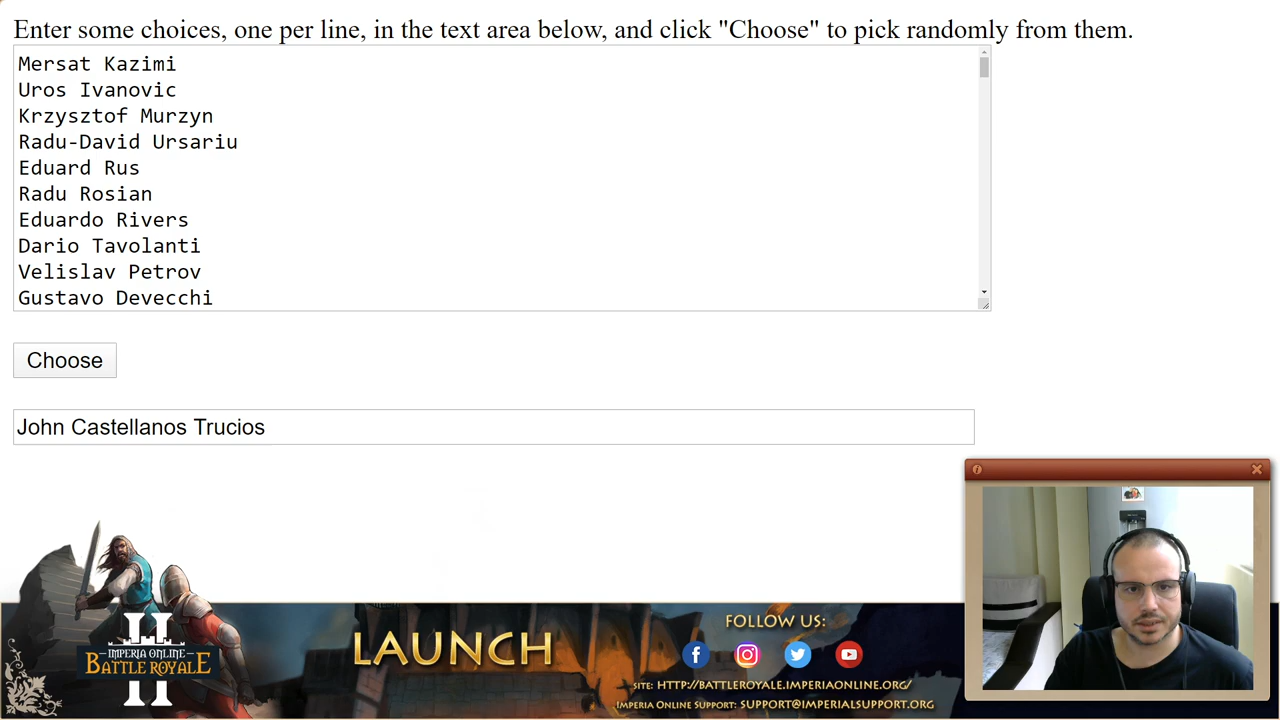 Enter some choices, one per line, in the text area below, and click "Choose" to pick randomly from them.
Mersat Kazimi
Uros Ivanovic
Krzysztof Murzyn
Radu-David Ursariu
Eduard Rus
Radu Rosian
Eduardo Rivers
Dario Tavolanti
Velislav Petrov
Gustavo Devecchi
Choose
John Castellanos Trucios
IMPERIA ONLINE
BATTLE ROYALE
II
LAUNCH
FOLLOW US:
SITE: HTTP://BATTLEROYALE.IMPERIAONLINE.ORG/
IMPERIA ONLINE SUPPORT: SUPPORT@IMPERIALSUPPORT.ORG